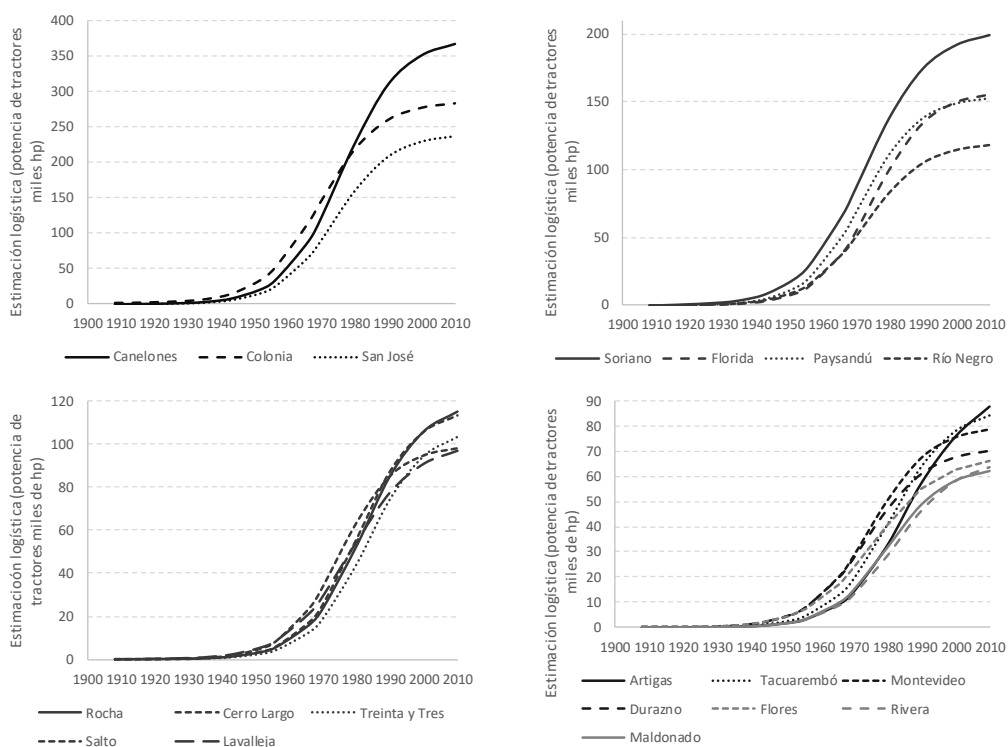 Estimación logística (potencia de tractores
miles hp)
400
350
300
250
200
150
100
50
0
1900 1910 1920 1930 1940 1950 1960 1970 1980 1990 2000 2010
Canelones Colonia San José
Estimación logística (potencia de tractores
miles hp)
200
150
100
50
0
1900 1910 1920 1930 1940 1950 1960 1970 1980 1990 2000 2010
Soriano Florida Paysandú Río Negro
Estimacioón logística (potencia de
tractores miles de hp)
120
100
80
60
40
20
0
1900 1910 1920 1930 1940 1950 1960 1970 1980 1990 2000 2010
Rocha Cerro Largo Treinta y Tres
Salto Lavalleja
Estimación logística (potencia de tractores
miles de hp)
90
80
70
60
50
40
30
20
10
0
1900 1910 1920 1930 1940 1950 1960 1970 1980 1990 2000 2010
Artigas Tacuarembó Montevideo
Durazno Flores Rivera
Maldonado